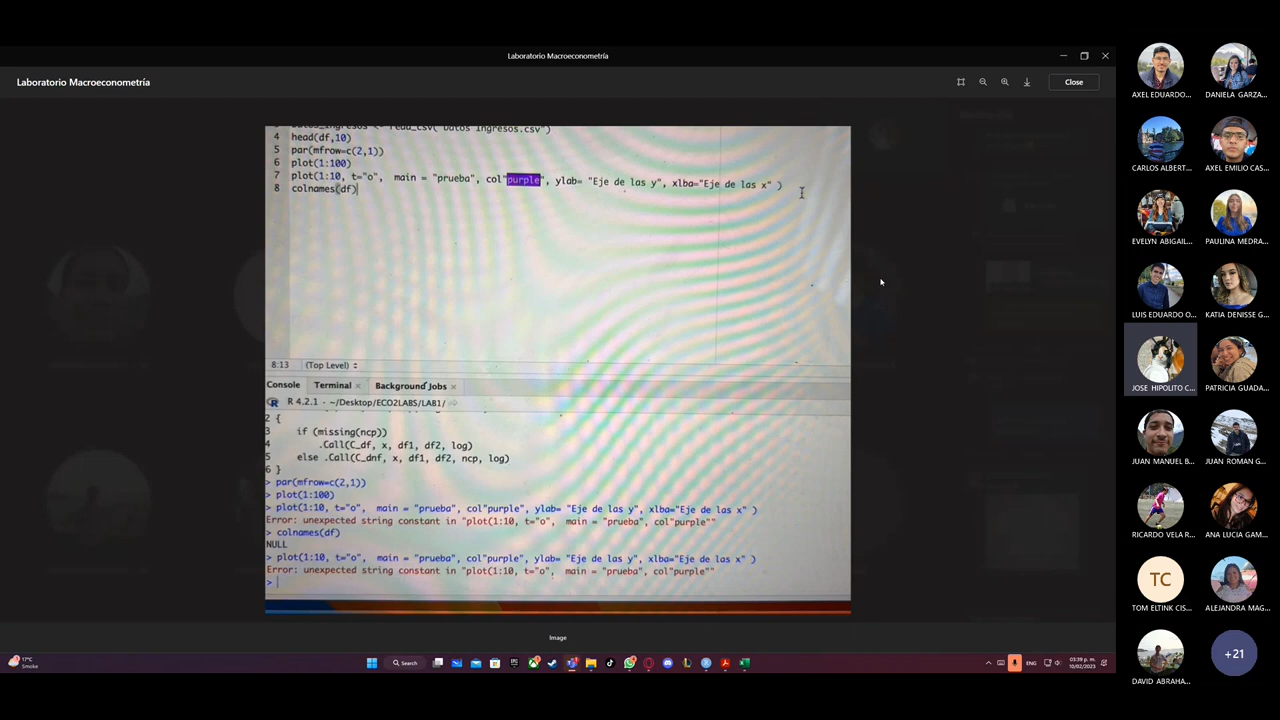 Laboratorio Macroeconometría
Laboratorio Macroeconometría
Close
4 head(df,10)
5 par(mfrow=c(2,1))
6 plot(1:100)
7 plot(1:10, t="o", main = "prueba", col"purple", ylab= "Eje de las y", xlba="Eje de las x" )
8 colnames(df)
8:13 (Top Level)
Console Terminal Background Jobs
R 4.2.1 - ~/Desktop/ECO2LABS/LAB1/
2 {
3 if (missing(ncp))
4 .Call(C_df, x, df1, df2, log)
5 else .Call(C_dnf, x, df1, df2, ncp, log)
6 }
> par(mfrow=c(2,1))
> plot(1:100)
> plot(1:10, t="o", main = "prueba", col"purple", ylab= "Eje de las y", xlba="Eje de las x" )
Error: unexpected string constant in "plot(1:10, t="o", main = "prueba", col"purple""
> colnames(df)
NULL
> plot(1:10, t="o", main = "prueba", col"purple", ylab= "Eje de las y", xlba="Eje de las x" )
Error: unexpected string constant in "plot(1:10, t="o", main = "prueba", col"purple""
>
Image
17°C
Smoke
Search
ENG
03:39 p. m.
10/02/2023
AXEL EDUARDO... DANIELA GARZA...
CARLOS ALBERT... AXEL EMILIO CAS...
EVELYN ABIGAIL... PAULINA MEDRA...
LUIS EDUARDO O... KATIA DENISSE G...
JOSE HIPOLITO C... PATRICIA GUADA...
JUAN MANUEL B... JUAN ROMAN G...
RICARDO VELA R... ANA LUCIA GAM...
TC
TOM ELTINK CIS... ALEJANDRA MAG...
DAVID ABRAHA... +21